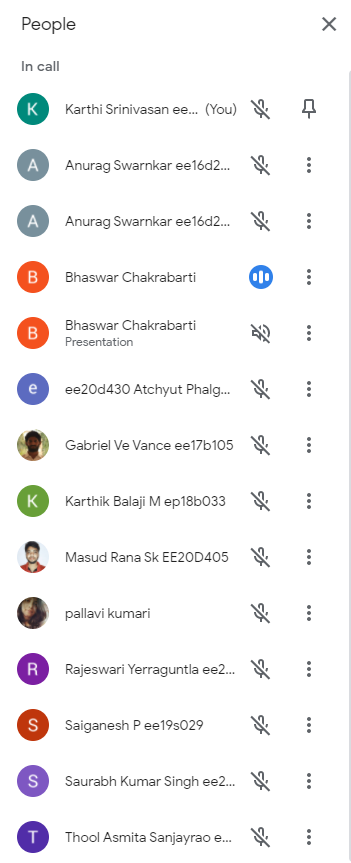 People
In call
K Karthi Srinivasan ee... (You)
A Anurag Swarnkar ee16d2...
A Anurag Swarnkar ee16d2...
B Bhaswar Chakrabarti
B Bhaswar Chakrabarti
Presentation
e ee20d430 Atchyut Phalg...
Gabriel Ve Vance ee17b105
K Karthik Balaji M ep18b033
Masud Rana Sk EE20D405
pallavi kumari
R Rajeswari Yerraguntla ee2...
S Saiganesh P ee19s029
S Saurabh Kumar Singh ee2...
T Thool Asmita Sanjayrao e...